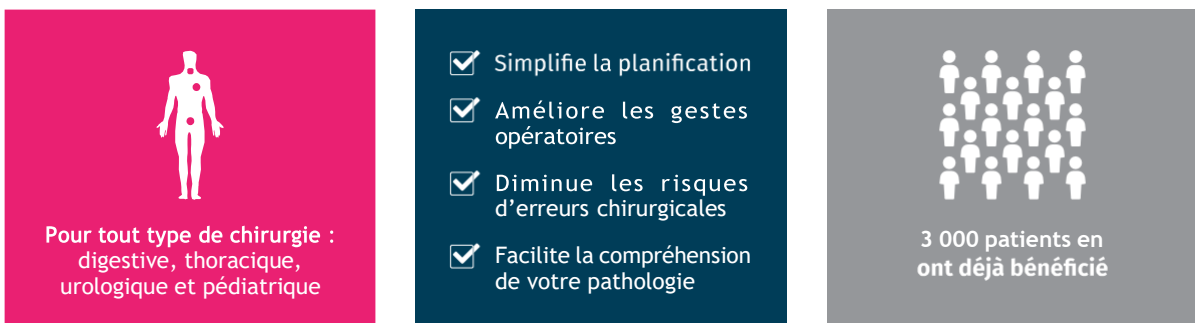 Pour tout type de chirurgie :
digestive, thoracique,
urologique et pédiatrique
Simplifie la planification
Améliore les gestes
opératoires
Diminue les risques
d’erreurs chirurgicales
Facilite la compréhension
de votre pathologie
3 000 patients en
ont déjà bénéficié